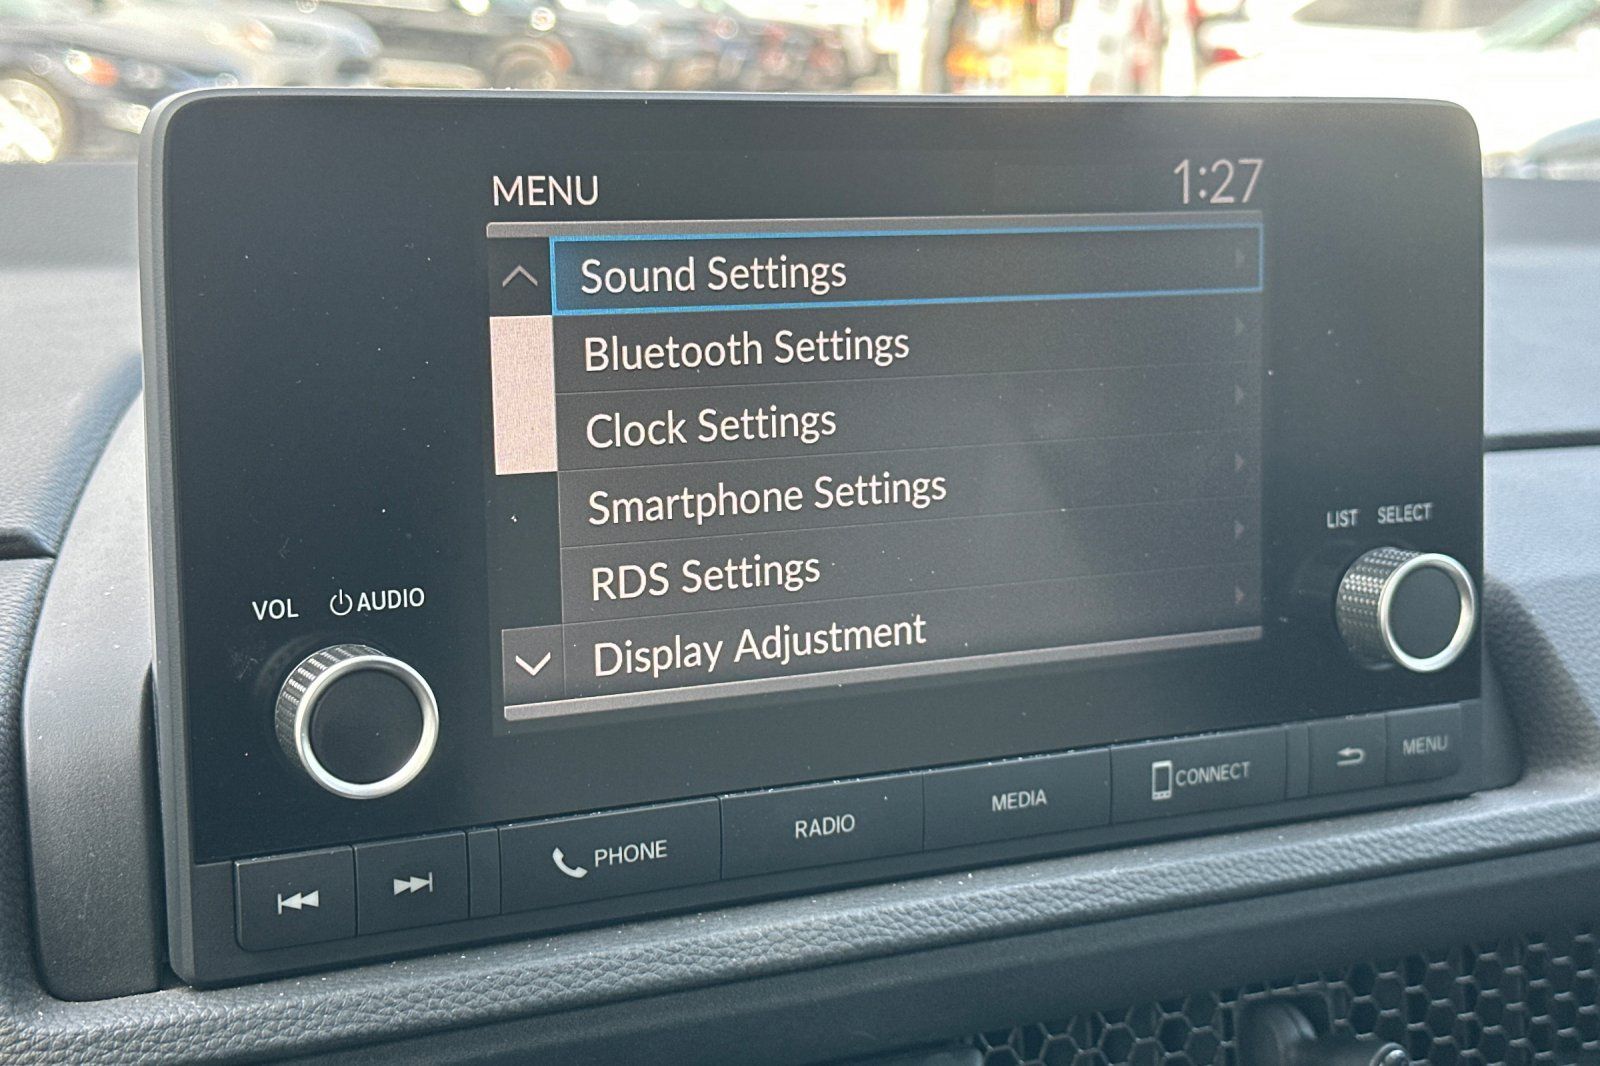 MENU 1:27
Sound Settings
Bluetooth Settings
Clock Settings
Smartphone Settings
RDS Settings
Display Adjustment
LIST SELECT
VOL AUDIO
PHONE
RADIO
MEDIA
CONNECT
MENU